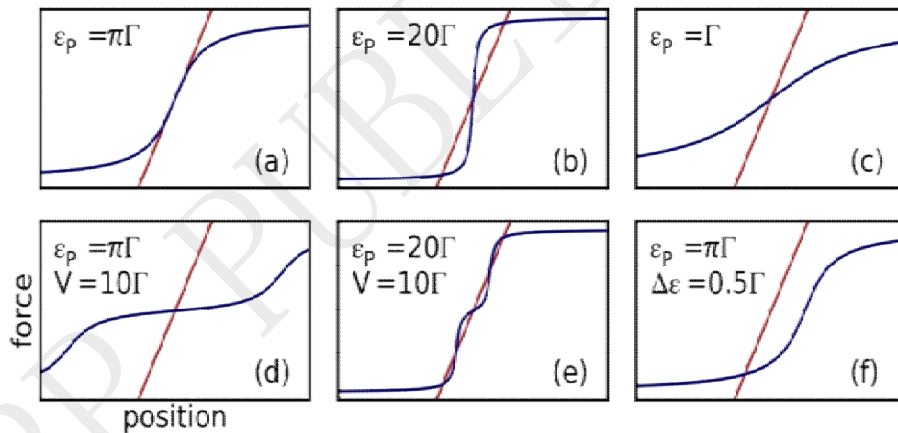 ε_P = πΓ
(a)
ε_P = 20Γ
(b)
ε_P = Γ
(c)
ε_P = πΓ
V = 10Γ
(d)
ε_P = 20Γ
V = 10Γ
(e)
ε_P = πΓ
Δε = 0.5Γ
(f)
force
position